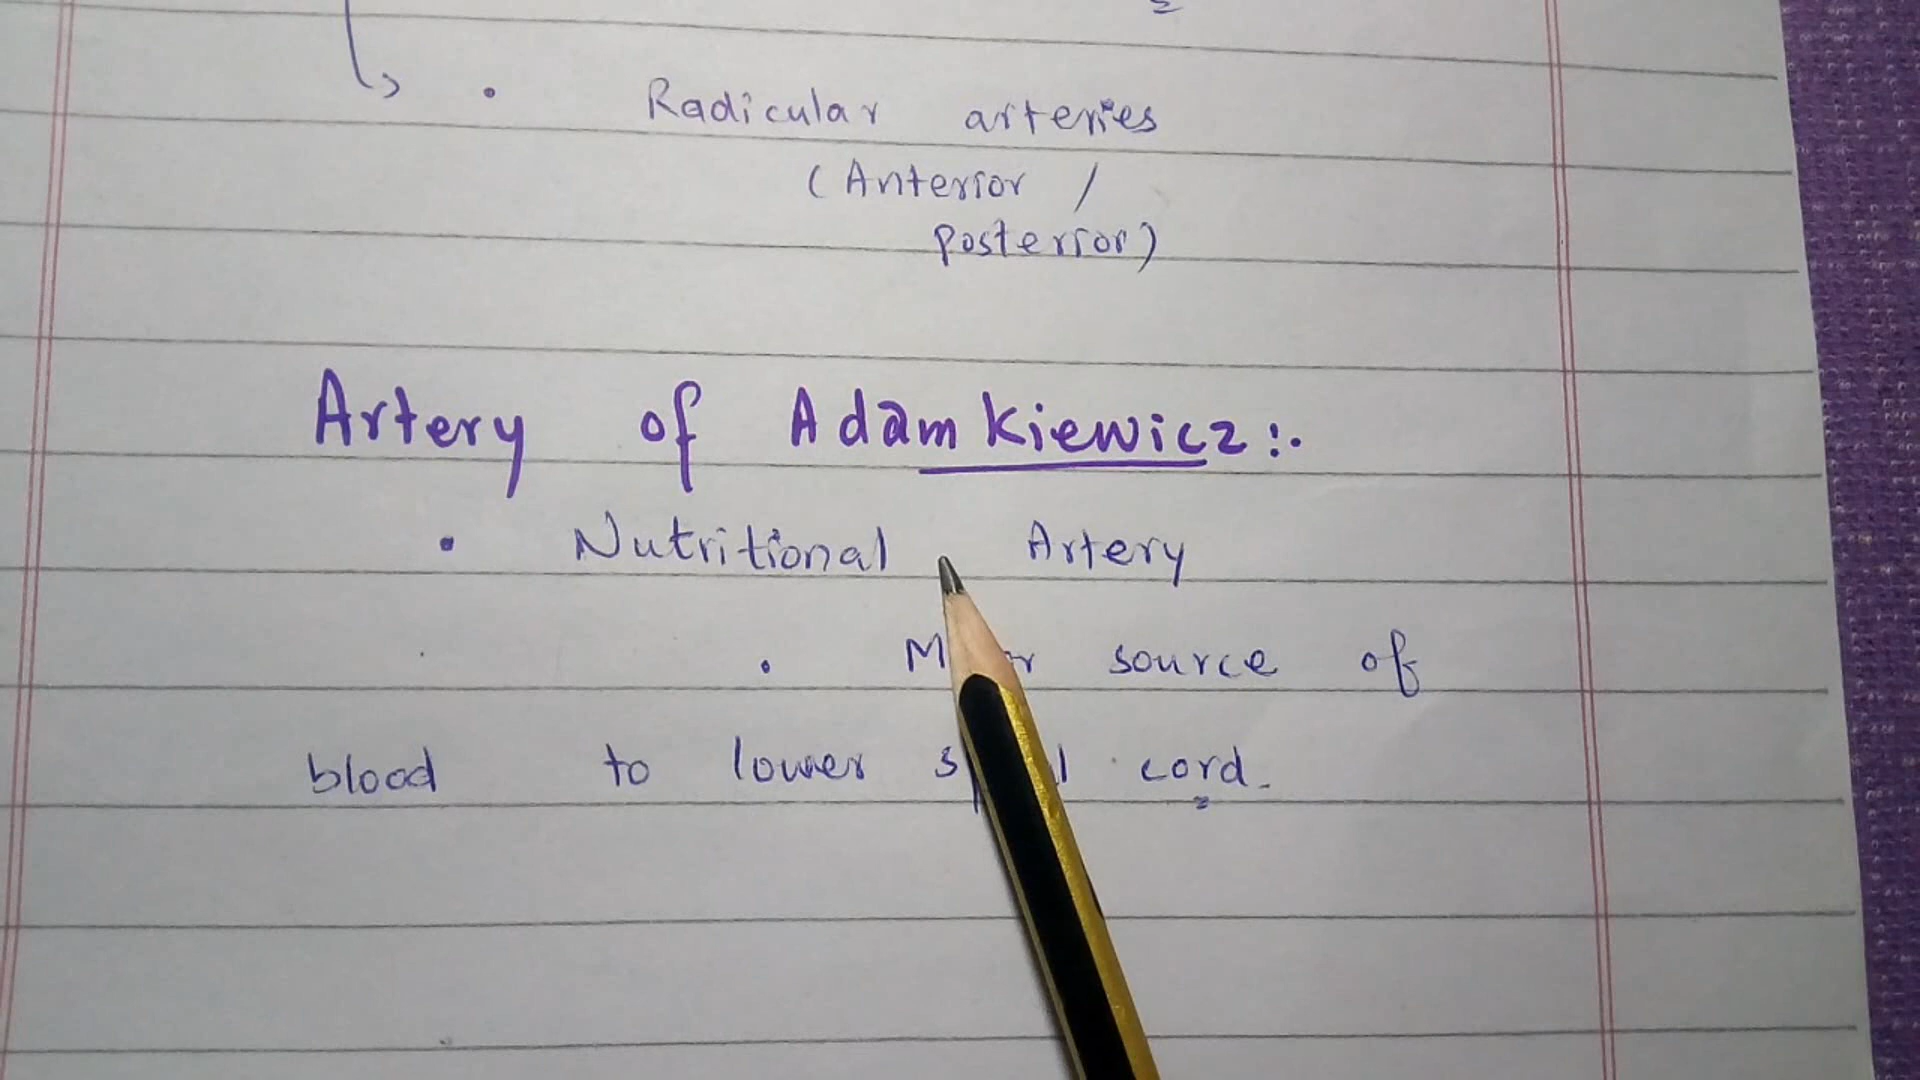 • Radicular arteries
(Anterior /
posterior)
Artery of Adamkiewicz:.
• Nutritional Artery
• source of
blood to lower cord.